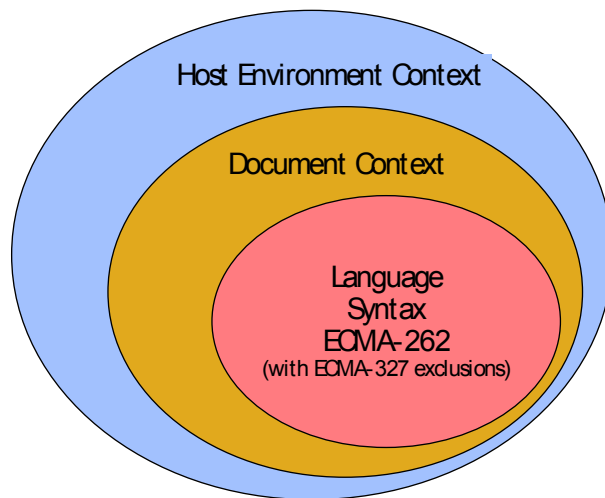 Host Environment Context
Document Context
Language
Syntax
ECMA-262
(with ECMA-327 exclusions)